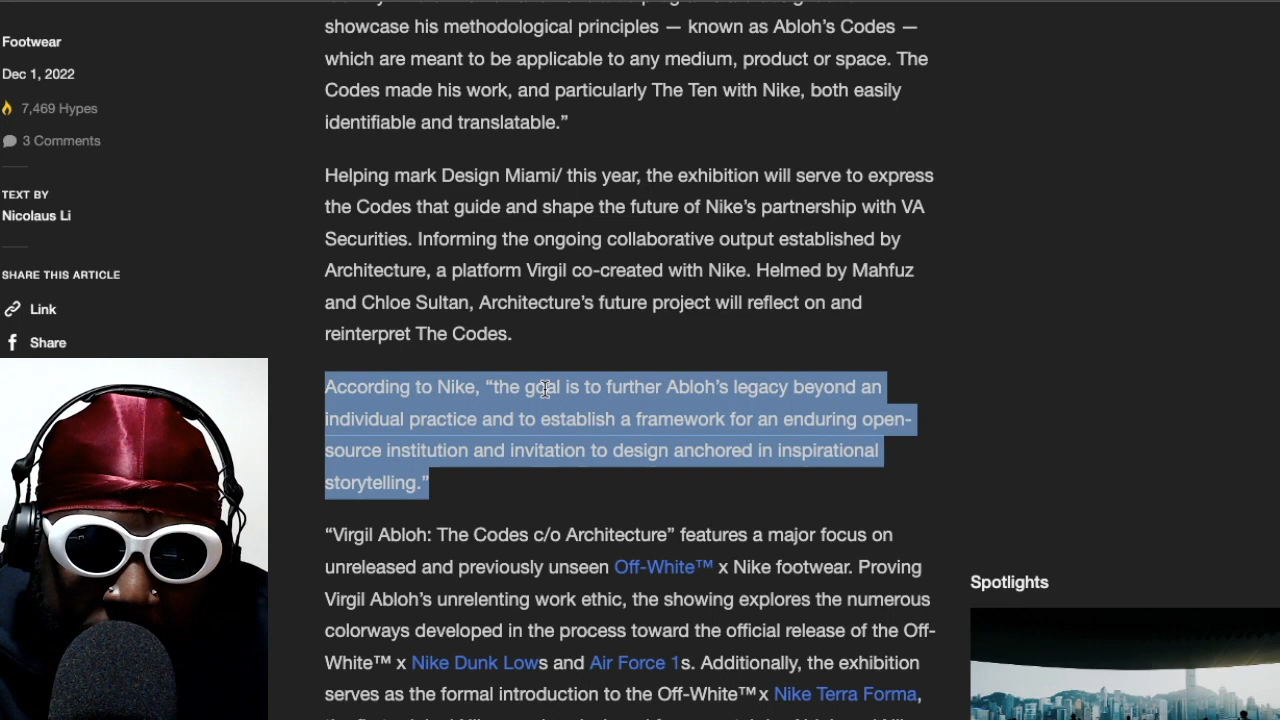 Footwear
Dec 1, 2022
7,469 Hypes
3 Comments
TEXT BY
Nicolaus Li
SHARE THIS ARTICLE
Link
Share
showcase his methodological principles — known as Abloh's Codes —
which are meant to be applicable to any medium, product or space. The
Codes made his work, and particularly The Ten with Nike, both easily
identifiable and translatable.”
Helping mark Design Miami/ this year, the exhibition will serve to express
the Codes that guide and shape the future of Nike’s partnership with VA
Securities. Informing the ongoing collaborative output established by
Architecture, a platform Virgil co-created with Nike. Helmed by Mahfuz
and Chloe Sultan, Architecture’s future project will reflect on and
reinterpret The Codes.
According to Nike, “the goal is to further Abloh’s legacy beyond an
individual practice and to establish a framework for an enduring open-
source institution and invitation to design anchored in inspirational
storytelling.”
“Virgil Abloh: The Codes c/o Architecture” features a major focus on
unreleased and previously unseen Off-White™ x Nike footwear. Proving
Virgil Abloh’s unrelenting work ethic, the showing explores the numerous
colorways developed in the process toward the official release of the Off-
White™ x Nike Dunk Lows and Air Force 1s. Additionally, the exhibition
serves as the formal introduction to the Off-White™ x Nike Terra Forma,
Spotlights